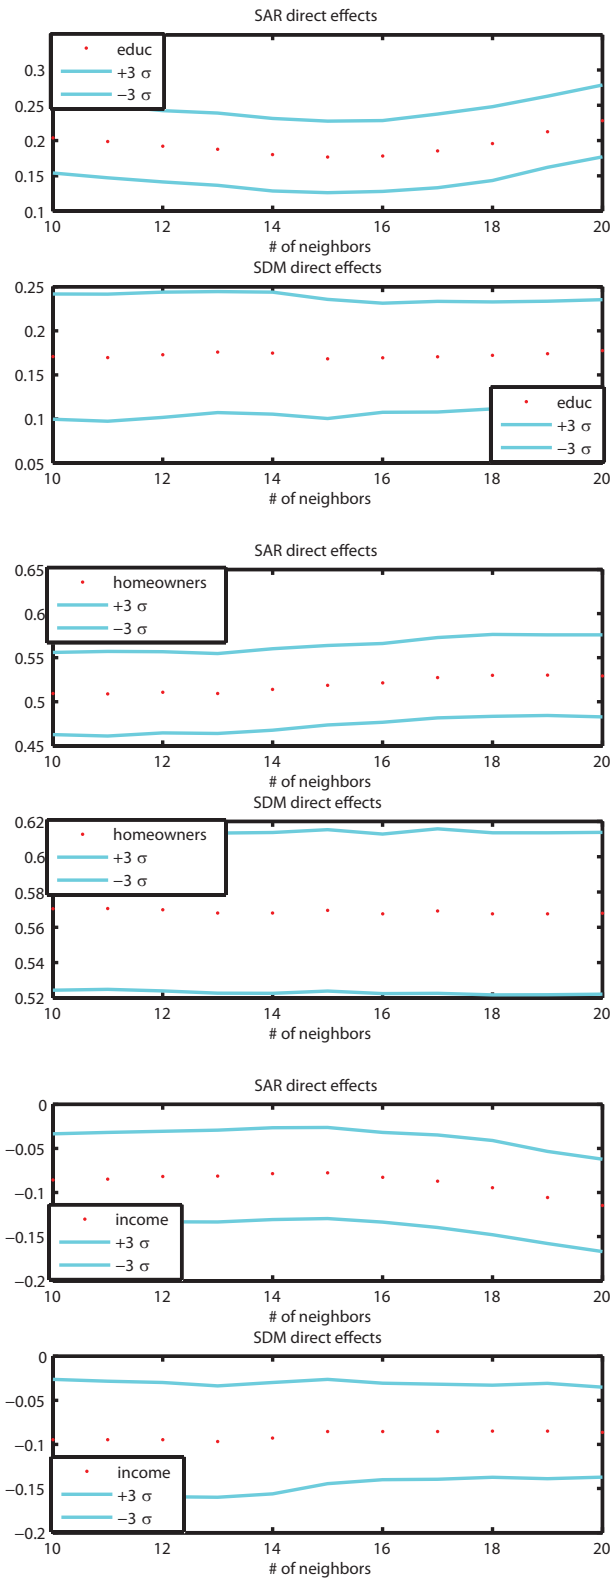 SAR direct effects
educ
+3 σ
−3 σ
0.3
0.25
0.2
0.15
0.1
10 12 14 16 18 20
# of neighbors
SDM direct effects
0.25
0.2
0.15
0.1
0.05
educ
+3 σ
−3 σ
10 12 14 16 18 20
# of neighbors
SAR direct effects
0.65
homeowners
+3 σ
−3 σ
0.6
0.55
0.5
0.45
10 12 14 16 18 20
# of neighbors
SDM direct effects
0.62
homeowners
+3 σ
−3 σ
0.6
0.58
0.56
0.54
0.52
10 12 14 16 18 20
# of neighbors
SAR direct effects
0
−0.05
−0.1
−0.15
−0.2
income
+3 σ
−3 σ
10 12 14 16 18 20
# of neighbors
SDM direct effects
0
−0.05
−0.1
−0.15
−0.2
income
+3 σ
−3 σ
10 12 14 16 18 20
# of neighbors